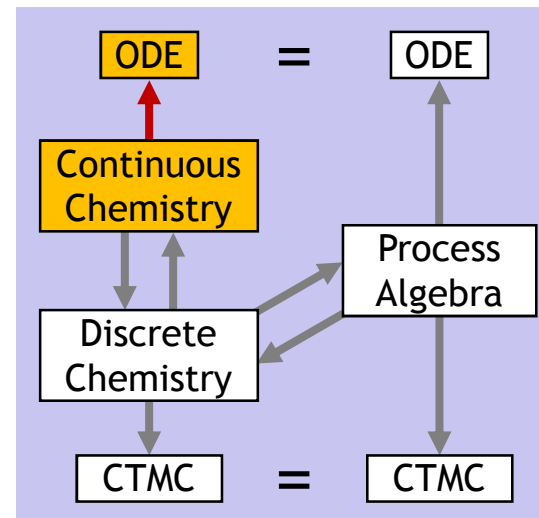 ODE = ODE
Continuous
Chemistry
Process
Algebra
Discrete
Chemistry
CTMC = CTMC